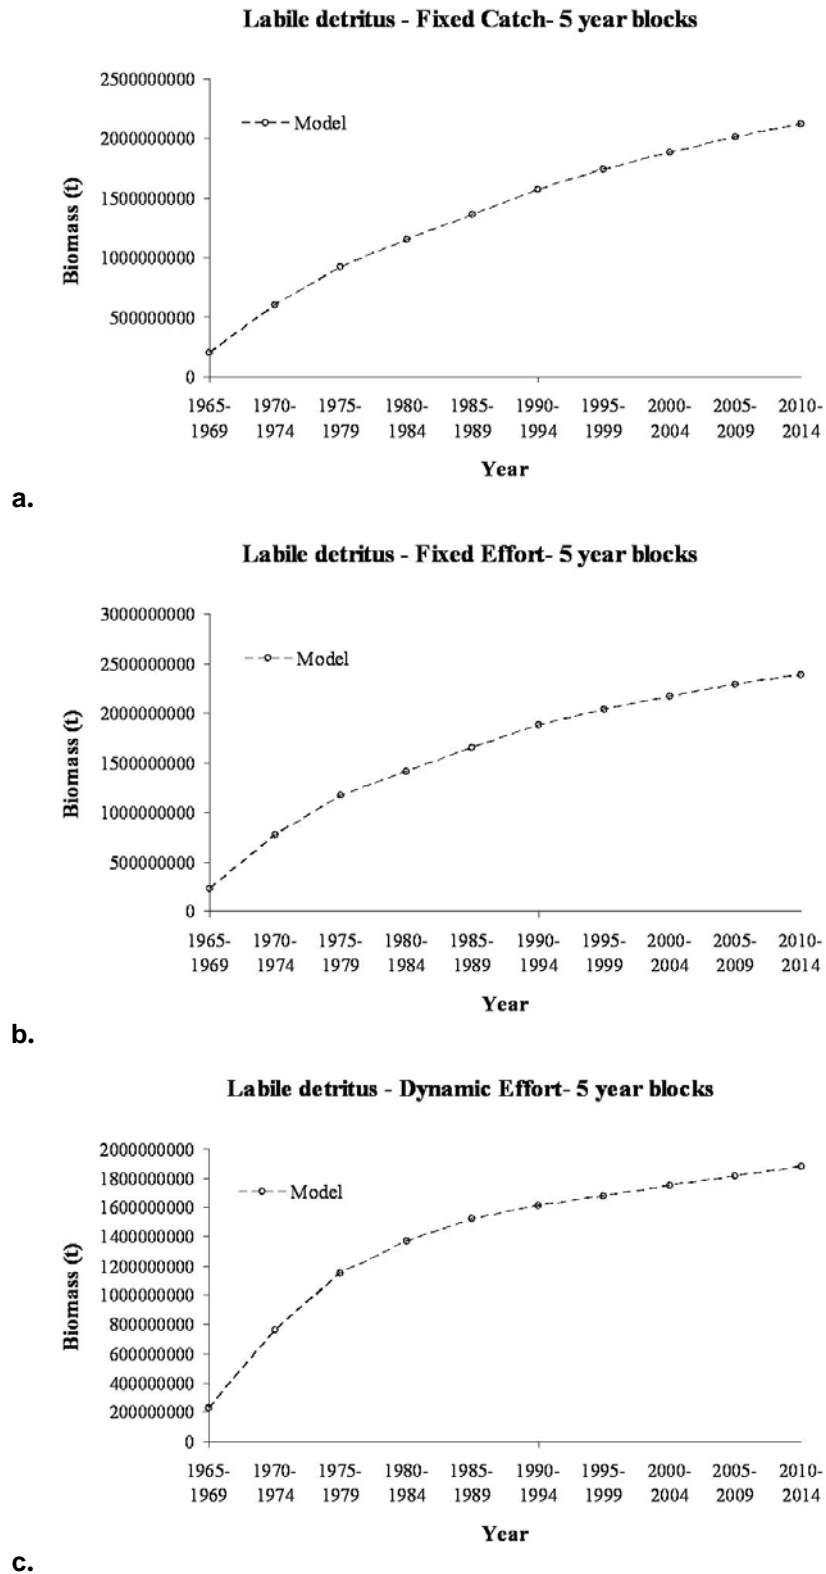 Labile detritus - Fixed Catch- 5 year blocks
2500000000
2000000000
1500000000
1000000000
500000000
0
Biomass (t)
Model
1965- 1970- 1975- 1980- 1985- 1990- 1995- 2000- 2005- 2010-
1969 1974 1979 1984 1989 1994 1999 2004 2009 2014
Year
a.
Labile detritus - Fixed Effort- 5 year blocks
3000000000
2500000000
2000000000
1500000000
1000000000
500000000
0
Biomass (t)
Model
1965- 1970- 1975- 1980- 1985- 1990- 1995- 2000- 2005- 2010-
1969 1974 1979 1984 1989 1994 1999 2004 2009 2014
Year
b.
Labile detritus - Dynamic Effort- 5 year blocks
2000000000
1800000000
1600000000
1400000000
1200000000
1000000000
800000000
600000000
400000000
200000000
0
Biomass (t)
Model
1965- 1970- 1975- 1980- 1985- 1990- 1995- 2000- 2005- 2010-
1969 1974 1979 1984 1989 1994 1999 2004 2009 2014
Year
c.